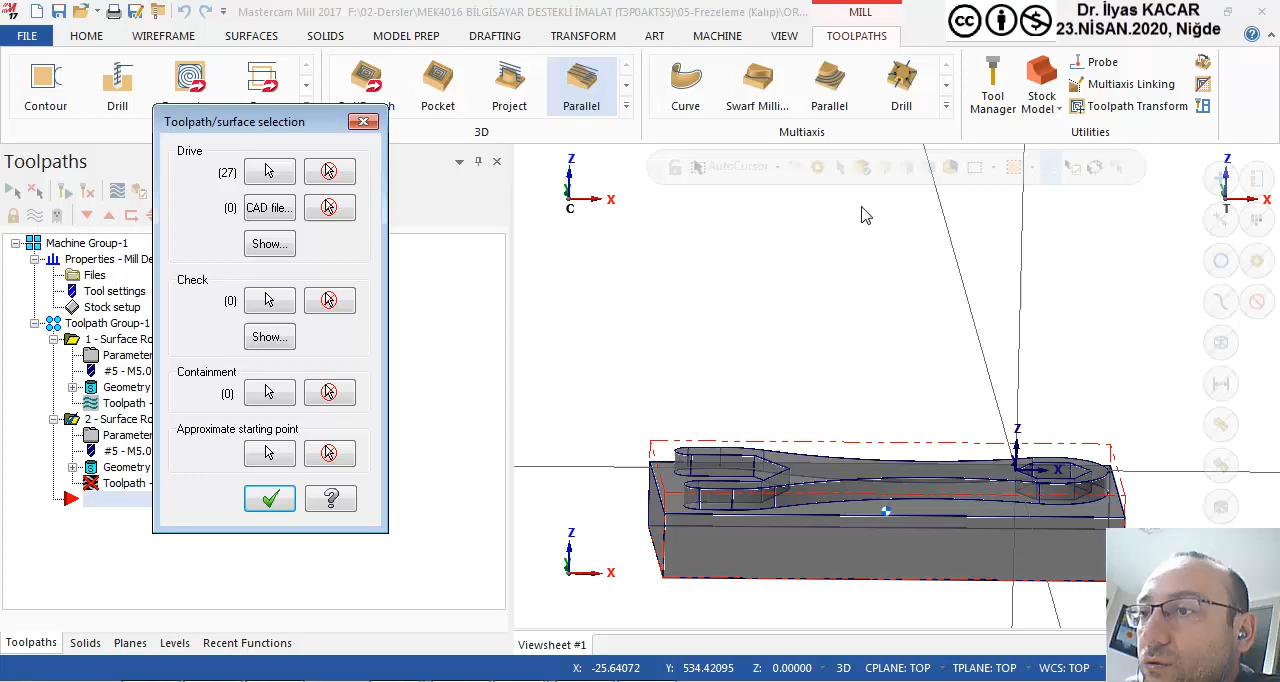 Mastercam Mill 2017 F:\02-Dersler\MEK4016 BİLGİSAYAR DESTEKLİ İMALAT (T3P0AKTS5)\05-Frezeleme (Kalıp)\OR...
MILL
Dr. İlyas KACAR
23.NİSAN.2020, Niğde
FILE HOME WIREFRAME SURFACES SOLIDS MODEL PREP DRAFTING TRANSFORM ART MACHINE VIEW TOOLPATHS
Contour Drill Pocket Project Parallel Curve Swarf Milli... Parallel Drill Tool Manager Stock Model
Probe
Multiaxis Linking
Toolpath Transform
3D Multiaxis Utilities
Toolpaths
Machine Group-1
Properties - Mill De
Files
Tool settings
Stock setup
Toolpath Group-1
1 - Surface Ro
Parameter
#5 - M5.0
Geometry
Toolpath -
2 - Surface Ro
Parameter
#5 - M5.0
Geometry
Toolpath -
Toolpath/surface selection
Drive
(27)
(0) CAD file...
Show...
Check
(0)
Show...
Containment
(0)
Approximate starting point
AutoCursor
Z
X
C
Z
X
T
Z
X
Z
X
Toolpaths Solids Planes Levels Recent Functions
Viewsheet #1
X: -25.64072 Y: 534.42095 Z: 0.00000 3D CPLANE: TOP TPLANE: TOP WCS: TOP